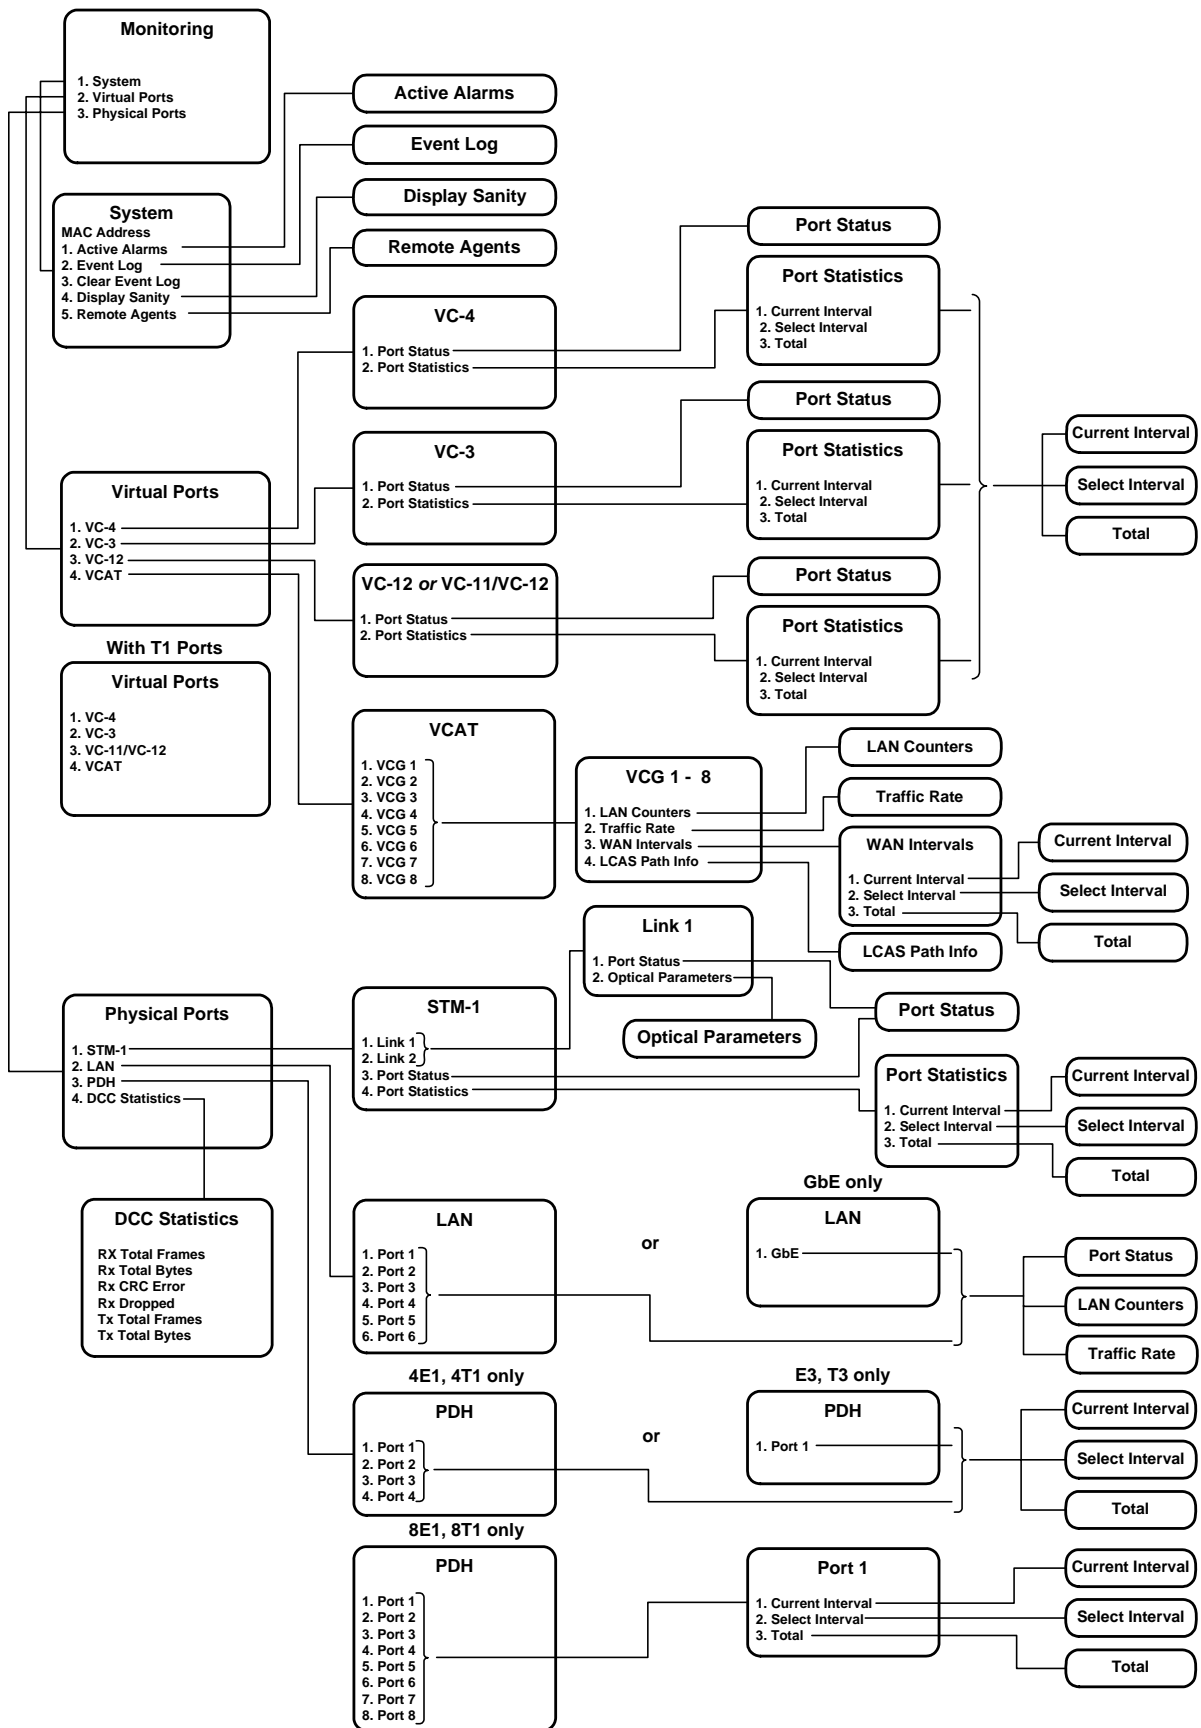 Monitoring
1. System
2. Virtual Ports
3. Physical Ports
Active Alarms
Event Log
Display Sanity
Remote Agents
System
MAC Address
1. Active Alarms
2. Event Log
3. Clear Event Log
4. Display Sanity
5. Remote Agents
VC-4
1. Port Status
2. Port Statistics
Port Status
Port Statistics
1. Current Interval
2. Select Interval
3. Total
VC-3
1. Port Status
2. Port Statistics
Port Status
Port Statistics
1. Current Interval
2. Select Interval
3. Total
Current Interval
Select Interval
Total
Virtual Ports
1. VC-4
2. VC-3
3. VC-12
4. VCAT
VC-12 or VC-11/VC-12
1. Port Status
2. Port Statistics
Port Status
Port Statistics
1. Current Interval
2. Select Interval
3. Total
With T1 Ports
Virtual Ports
1. VC-4
2. VC-3
3. VC-11/VC-12
4. VCAT
VCAT
1. VCG 1
2. VCG 2
3. VCG 3
4. VCG 4
5. VCG 5
6. VCG 6
7. VCG 7
8. VCG 8
VCG 1 - 8
1. LAN Counters
2. Traffic Rate
3. WAN Intervals
4. LCAS Path Info
LAN Counters
Traffic Rate
WAN Intervals
1. Current Interval
2. Select Interval
3. Total
LCAS Path Info
Current Interval
Select Interval
Total
Link 1
1. Port Status
2. Optical Parameters
Optical Parameters
Physical Ports
1. STM-1
2. LAN
3. PDH
4. DCC Statistics
STM-1
1. Link 1
2. Link 2
3. Port Status
4. Port Statistics
Port Status
Port Statistics
1. Current Interval
2. Select Interval
3. Total
Current Interval
Select Interval
Total
DCC Statistics
RX Total Frames
Rx Total Bytes
Rx CRC Error
Rx Dropped
Tx Total Frames
Tx Total Bytes
LAN
1. Port 1
2. Port 2
3. Port 3
4. Port 4
5. Port 5
6. Port 6
or
GbE only
LAN
1. GbE
Port Status
LAN Counters
Traffic Rate
4E1, 4T1 only
PDH
1. Port 1
2. Port 2
3. Port 3
4. Port 4
or
E3, T3 only
PDH
1. Port 1
Current Interval
Select Interval
Total
8E1, 8T1 only
PDH
1. Port 1
2. Port 2
3. Port 3
4. Port 4
5. Port 5
6. Port 6
7. Port 7
8. Port 8
Port 1
1. Current Interval
2. Select Interval
3. Total
Current Interval
Select Interval
Total